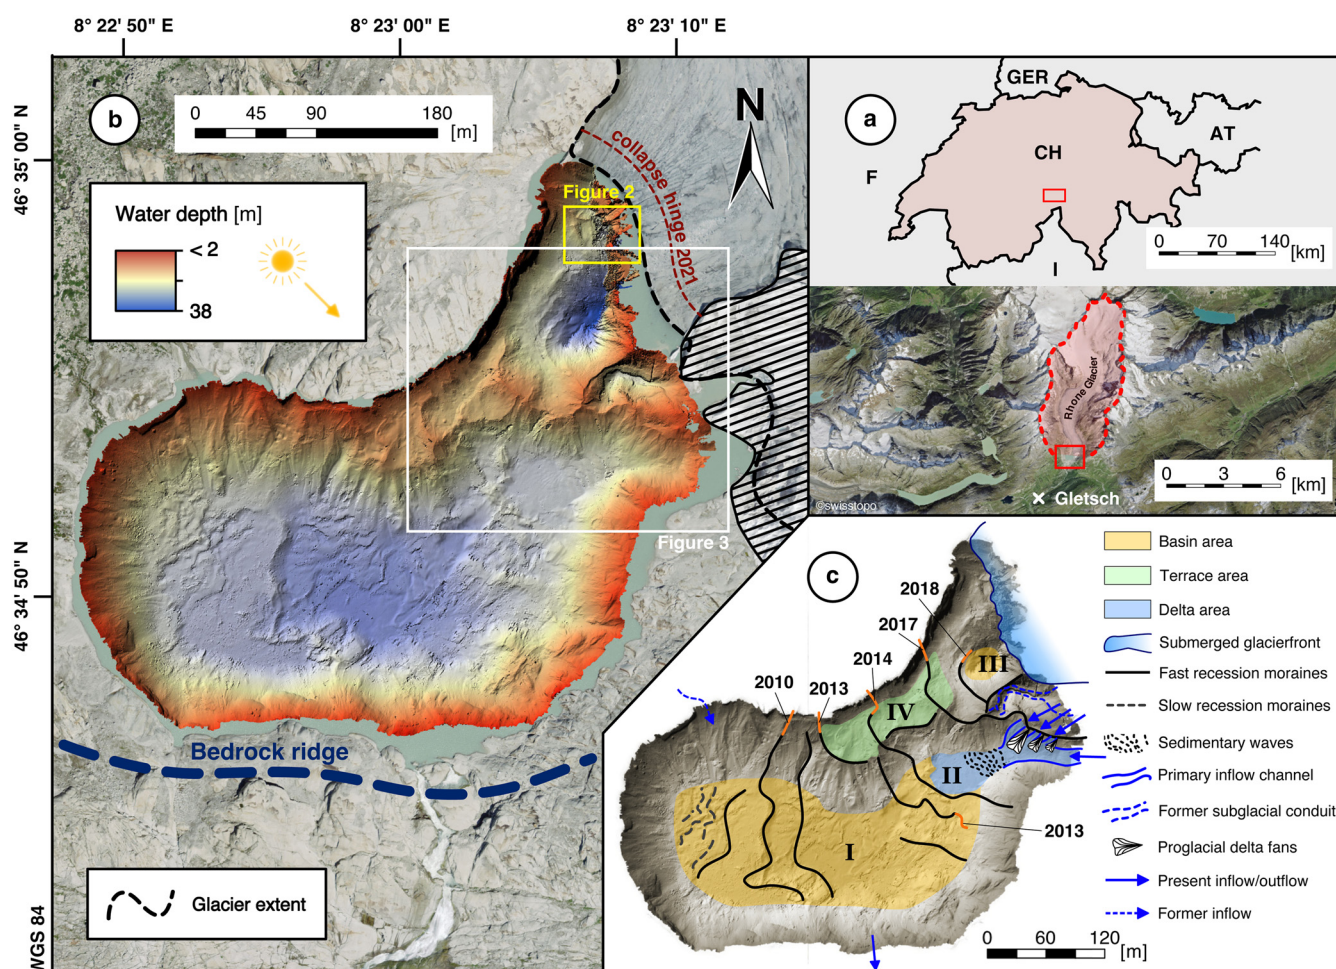 8° 22' 50" E
8° 23' 00" E
8° 23' 10" E
46° 35' 00" N
46° 34' 50" N
WGS 84
b
0 45 90 180
[m]
N
Water depth [m]
< 2
38
collapse hinge 2021
Figure 2
Figure 3
Bedrock ridge
Glacier extent
a
GER
AT
CH
F
I
0 70 140
[km]
Rhone Glacier
0 3 6
[km]
Gletsch
©swisstopo
c
2018
2017
2014
2010
2013
III
IV
II
I
2013
Basin area
Terrace area
Delta area
Submerged glacierfront
Fast recession moraines
Slow recession moraines
Sedimentary waves
Primary inflow channel
Former subglacial conduit
Proglacial delta fans
Present inflow/outflow
Former inflow
0 60 120
[m]